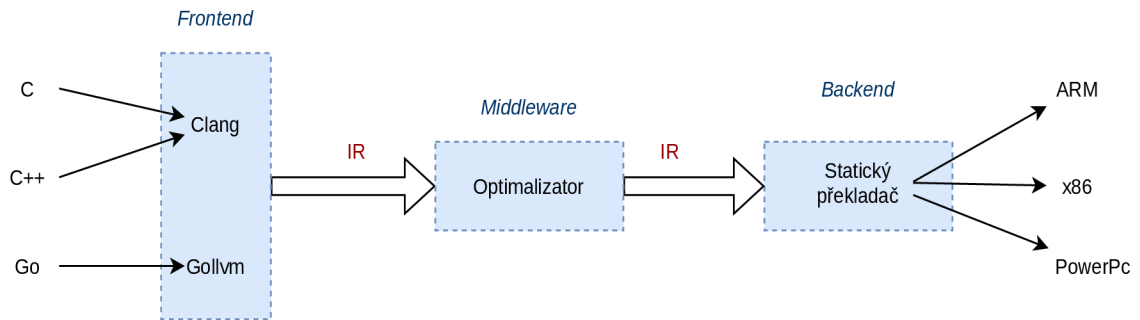 Frontend
C
C++
Go
Clang
Gollvm
IR
Middleware
Optimalizator
IR
Backend
Statický
překladač
ARM
x86
PowerPc